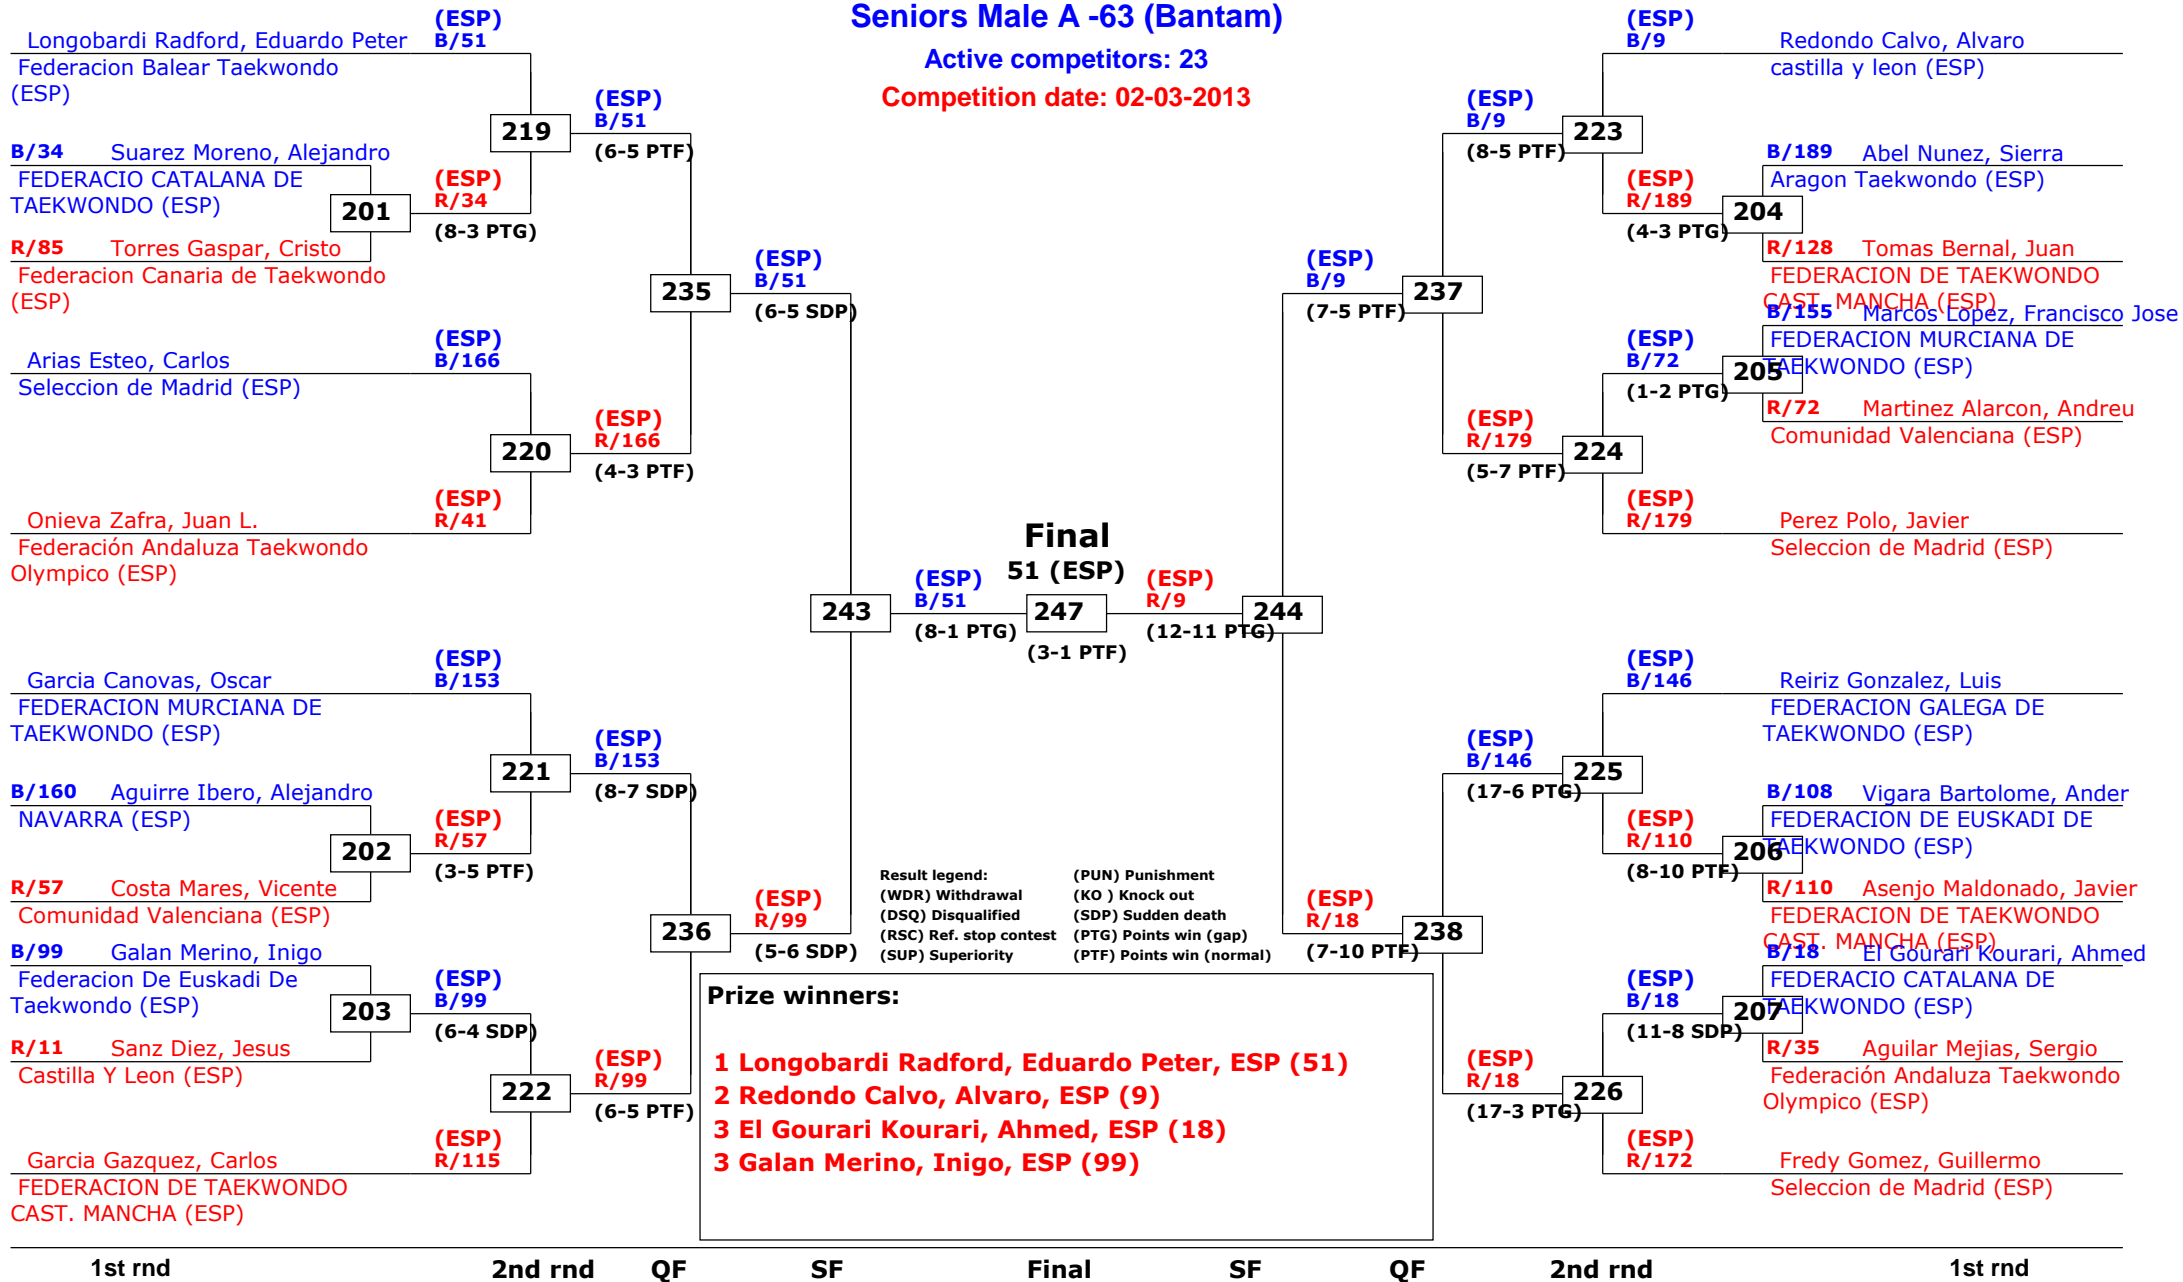 Seniors Male A -63 (Bantam)
Active competitors: 23
Competition date: 02-03-2013
Longobardi Radford, Eduardo Peter
(ESP)
B/51
Federacion Balear Taekwondo
(ESP)
B/34 Suarez Moreno, Alejandro
FEDERACIO CATALANA DE
TAEKWONDO (ESP)
R/85 Torres Gaspar, Cristo
Federacion Canaria de Taekwondo
(ESP)
201
(ESP)
R/34
(8-3 PTG)
219
(ESP)
B/51
(6-5 PTF)
Arias Esteo, Carlos
(ESP)
B/166
Seleccion de Madrid (ESP)
Onieva Zafra, Juan L.
(ESP)
R/41
Federación Andaluza Taekwondo
Olympico (ESP)
220
(ESP)
R/166
(4-3 PTF)
235
(ESP)
B/51
(6-5 SDP)
Garcia Canovas, Oscar
(ESP)
B/153
FEDERACION MURCIANA DE
TAEKWONDO (ESP)
B/160 Aguirre Ibero, Alejandro
NAVARRA (ESP)
R/57 Costa Mares, Vicente
Comunidad Valenciana (ESP)
202
(ESP)
R/57
(3-5 PTF)
221
(ESP)
B/153
(8-7 SDP)
B/99 Galan Merino, Inigo
Federacion De Euskadi De
Taekwondo (ESP)
R/11 Sanz Diez, Jesus
Castilla Y Leon (ESP)
203
(ESP)
B/99
(6-4 SDP)
Garcia Gazquez, Carlos
(ESP)
R/115
FEDERACION DE TAEKWONDO
CAST. MANCHA (ESP)
222
(ESP)
R/99
(6-5 PTF)
236
(ESP)
R/99
(5-6 SDP)
243
(ESP)
B/51
(8-1 PTG)
Final
51 (ESP)
247
(3-1 PTF)
(ESP)
R/9
(12-11 PTG)
244
(ESP)
B/9
(7-5 PTF)
237
(ESP)
B/9
(8-5 PTF)
223
(ESP)
B/9
Redondo Calvo, Alvaro
castilla y leon (ESP)
(ESP)
R/189
(4-3 PTG)
204
B/189 Abel Nunez, Sierra
Aragon Taekwondo (ESP)
R/128 Tomas Bernal, Juan
FEDERACION DE TAEKWONDO
CAST. MANCHA (ESP)
B/155 Marcos Lopez, Francisco Jose
FEDERACION MURCIANA DE
TAEKWONDO (ESP)
(ESP)
B/72
(1-2 PTG)
205
R/72 Martinez Alarcon, Andreu
Comunidad Valenciana (ESP)
(ESP)
R/179
(5-7 PTF)
224
(ESP)
R/179
Perez Polo, Javier
Seleccion de Madrid (ESP)
(ESP)
B/146
Reiriz Gonzalez, Luis
FEDERACION GALEGA DE
TAEKWONDO (ESP)
(ESP)
B/146
(17-6 PTG)
225
B/108 Vigara Bartolome, Ander
FEDERACION DE EUSKADI DE
TAEKWONDO (ESP)
(ESP)
R/110
(8-10 PTF)
206
R/110 Asenjo Maldonado, Javier
FEDERACION DE TAEKWONDO
CAST. MANCHA (ESP)
(ESP)
R/18
(7-10 PTF)
238
B/18 El Gourari Kourari, Ahmed
FEDERACIO CATALANA DE
TAEKWONDO (ESP)
(ESP)
B/18
(11-8 SDP)
207
R/35 Aguilar Mejias, Sergio
Federación Andaluza Taekwondo
Olympico (ESP)
(ESP)
R/18
(17-3 PTG)
226
(ESP)
R/172
Fredy Gomez, Guillermo
Seleccion de Madrid (ESP)
Result legend: (PUN) Punishment
(WDR) Withdrawal (KO ) Knock out
(DSQ) Disqualified (SDP) Sudden death
(RSC) Ref. stop contest (PTG) Points win (gap)
(SUP) Superiority (PTF) Points win (normal)
Prize winners:
1 Longobardi Radford, Eduardo Peter, ESP (51)
2 Redondo Calvo, Alvaro, ESP (9)
3 El Gourari Kourari, Ahmed, ESP (18)
3 Galan Merino, Inigo, ESP (99)
1st rnd 2nd rnd QF SF Final SF QF 2nd rnd 1st rnd